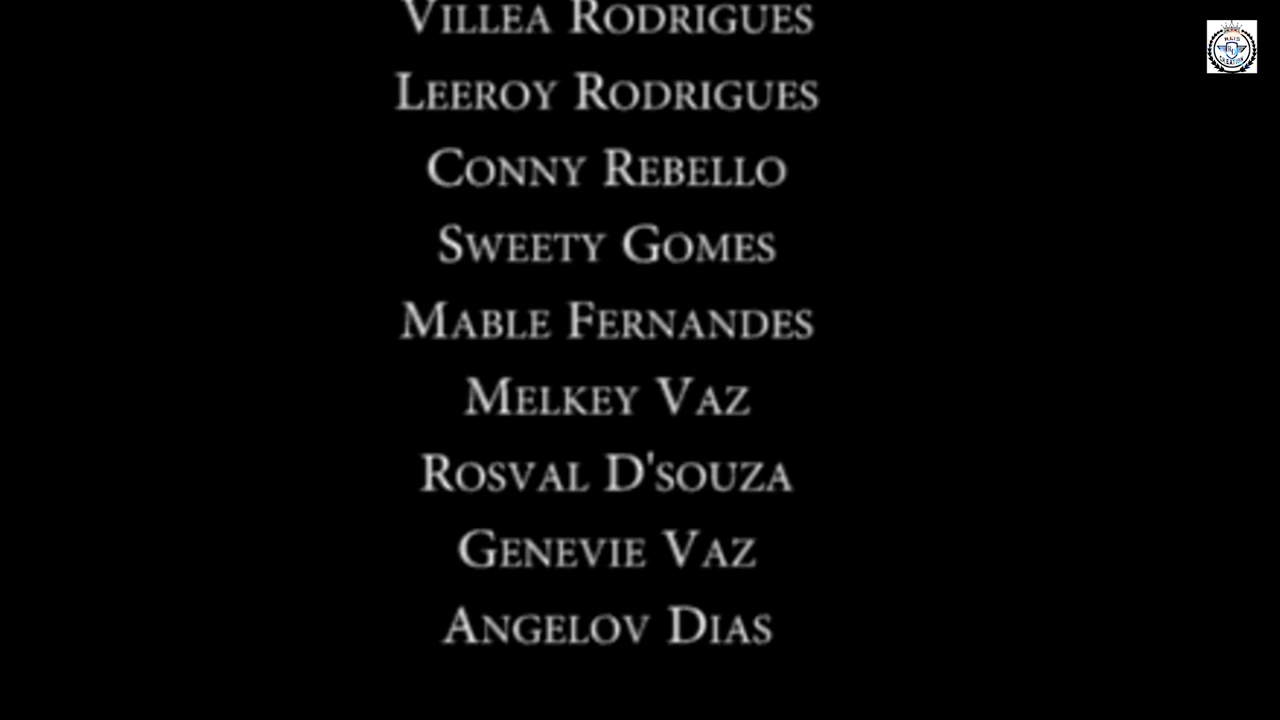 VILLEA RODRIGUES
LEEROY RODRIGUES
CONNY REBELLO
SWEETY GOMES
MABLE FERNANDES
MELKEY VAZ
ROSVAL D'SOUZA
GENEVIE VAZ
ANGELOV DIAS